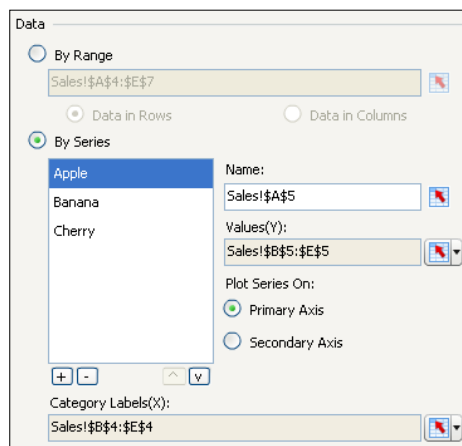 Data
By Range
Sales!$A$4:$E$7
Data in Rows
Data in Columns
By Series
Apple
Banana
Cherry
Name:
Sales!$A$5
Values(Y):
Sales!$B$5:$E$5
Plot Series On:
Primary Axis
Secondary Axis
+ - ^ v
Category Labels(X):
Sales!$B$4:$E$4